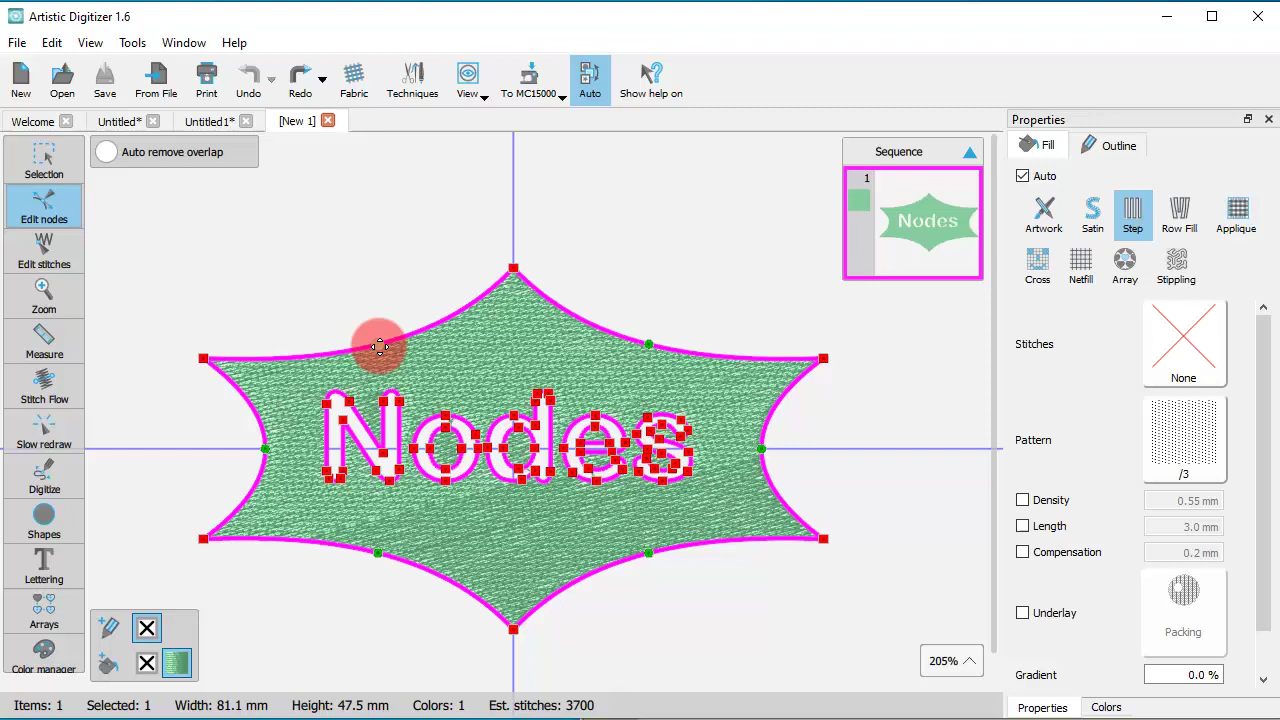 Artistic Digitizer 1.6
File Edit View Tools Window Help
New Open Save From File Print Undo Redo Fabric Techniques View To MC15000 Auto Show help on
Welcome Untitled* Untitled1* [New 1]
Properties
Fill Outline
Auto remove overlap
Sequence
1
Nodes
Selection
Edit nodes
Edit stitches
Zoom
Measure
Stitch Flow
Slow redraw
Digitize
Shapes
Lettering
Arrays
Color manager
Nodes
205%
Auto
Artwork Satin Step Row Fill Applique
Cross Netfill Array Stippling
Stitches
None
Pattern
/3
Density 0.55 mm
Length 3.0 mm
Compensation 0.2 mm
Underlay
Packing
Gradient 0.0 %
Properties Colors
Items: 1 Selected: 1 Width: 81.1 mm Height: 47.5 mm Colors: 1 Est. stitches: 3700